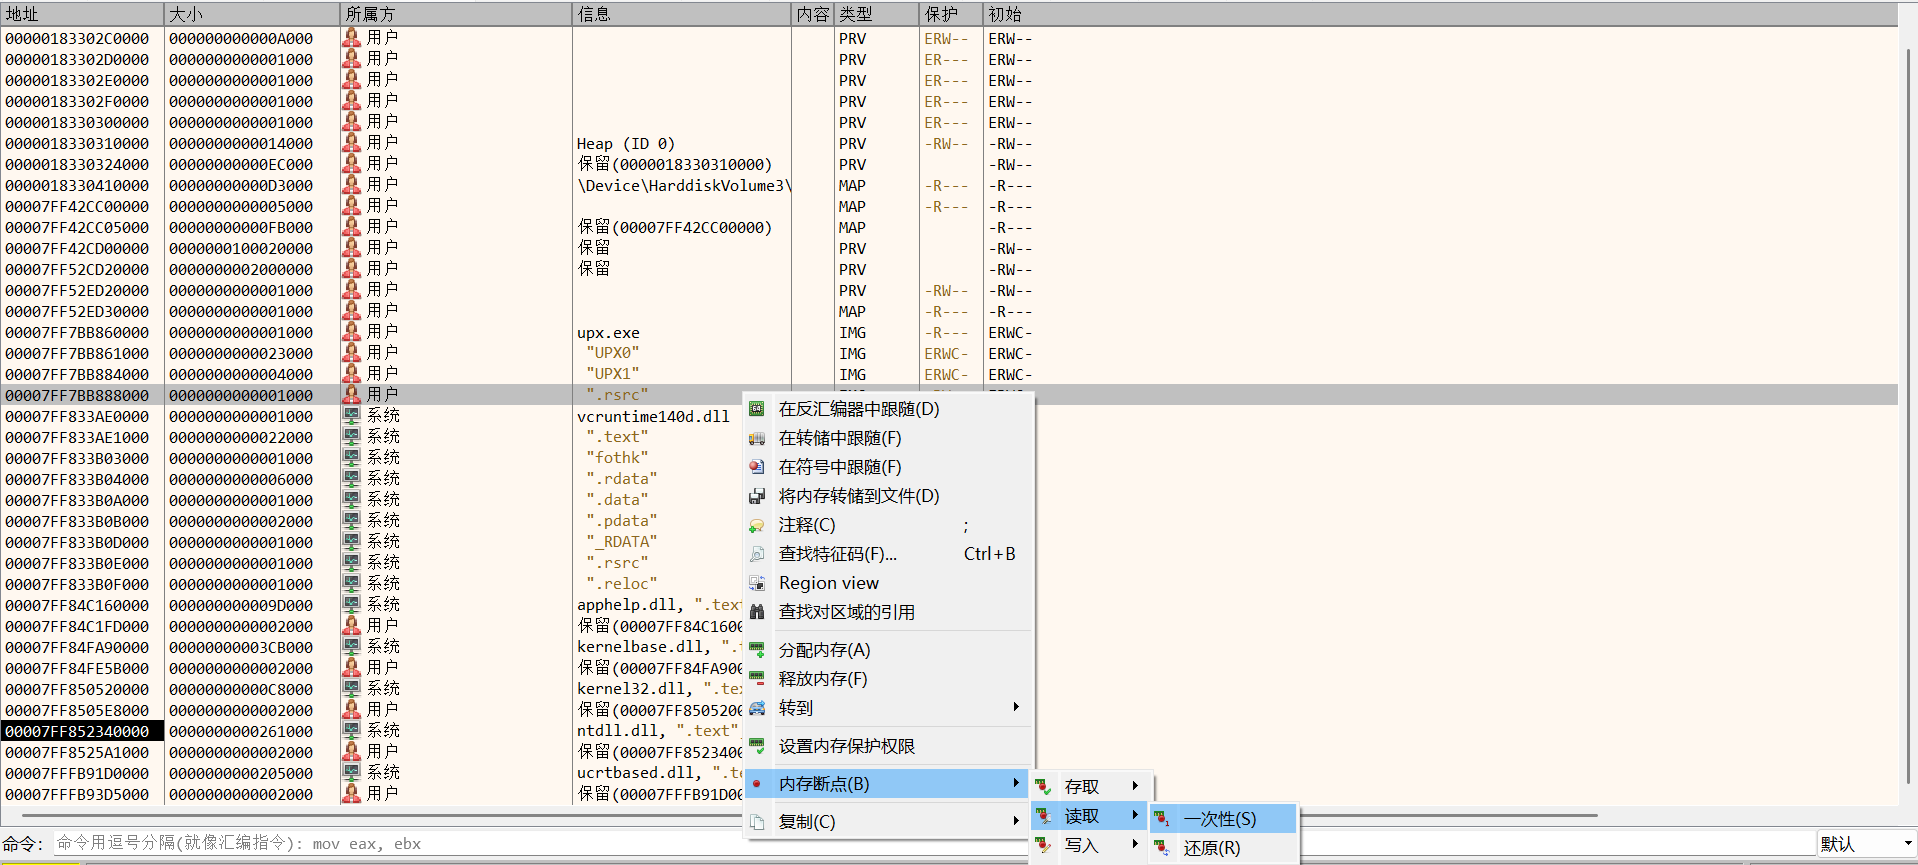 地址 大小 所属方 信息 内容 类型 保护 初始
00000183302C0000 000000000000A000 用户 PRV ERW-- ERW--
00000183302D0000 0000000000001000 用户 PRV ER--- ERW--
00000183302E0000 0000000000001000 用户 PRV ER--- ERW--
00000183302F0000 0000000000001000 用户 PRV ER--- ERW--
0000018330300000 0000000000001000 用户 PRV ER--- ERW--
0000018330310000 0000000000014000 用户 Heap (ID 0) PRV -RW-- -RW--
0000018330324000 00000000000EC000 用户 保留(0000018330310000) PRV -RW--
0000018330410000 00000000000D3000 用户 \Device\HarddiskVolume3\ MAP -R--- -R---
00007FF42CC00000 0000000000005000 用户 MAP -R--- -R---
00007FF42CC05000 00000000000FB000 用户 保留(00007FF42CC00000) MAP -R---
00007FF42CD00000 0000000100020000 用户 保留 PRV -RW--
00007FF52CD20000 0000000002000000 用户 保留 PRV -RW--
00007FF52ED20000 0000000000001000 用户 PRV -RW-- -RW--
00007FF52ED30000 0000000000001000 用户 MAP -R--- -R---
00007FF7BB860000 0000000000001000 用户 upx.exe IMG -R--- ERWC-
00007FF7BB861000 0000000000023000 用户 "UPX0" IMG ERWC- ERWC-
00007FF7BB884000 0000000000004000 用户 "UPX1" IMG ERWC- ERWC-
00007FF7BB888000 0000000000001000 用户 ".rsrc"
00007FF833AE0000 0000000000001000 系统 vcruntime140d.dll
00007FF833AE1000 0000000000022000 系统 ".text"
00007FF833B03000 0000000000001000 系统 "fothk"
00007FF833B04000 0000000000006000 系统 ".rdata"
00007FF833B0A000 0000000000001000 系统 ".data"
00007FF833B0B000 0000000000002000 系统 ".pdata"
00007FF833B0D000 0000000000001000 系统 "_RDATA"
00007FF833B0E000 0000000000001000 系统 ".rsrc"
00007FF833B0F000 0000000000001000 系统 ".reloc"
00007FF84C160000 000000000009D000 系统 apphelp.dll, ".tex
00007FF84C1FD000 0000000000002000 用户 保留(00007FF84C160
00007FF84FA90000 00000000003CB000 系统 kernelbase.dll, ".
00007FF84FE5B000 0000000000002000 用户 保留(00007FF84FA90
00007FF850520000 00000000000C8000 系统 kernel32.dll, ".te
00007FF8505E8000 0000000000002000 用户 保留(00007FF850520
00007FF852340000 0000000000261000 系统 ntdll.dll, ".text"
00007FF8525A1000 0000000000002000 用户 保留(00007FF852340
00007FFFB91D0000 0000000000205000 系统 ucrtbased.dll, ".t
00007FFFB93D5000 0000000000002000 用户 保留(00007FFFB91D0
在反汇编器中跟随(D)
在转储中跟随(F)
在符号中跟随(F)
将内存转储到文件(D)
注释(C) ;
查找特征码(F)... Ctrl+B
Region view
查找对区域的引用
分配内存(A)
释放内存(F)
转到
设置内存保护权限
内存断点(B)
复制(C)
存取
读取
写入
一次性(S)
还原(R)
命令: 命令用逗号分隔(就像汇编指令): mov eax, ebx 默认